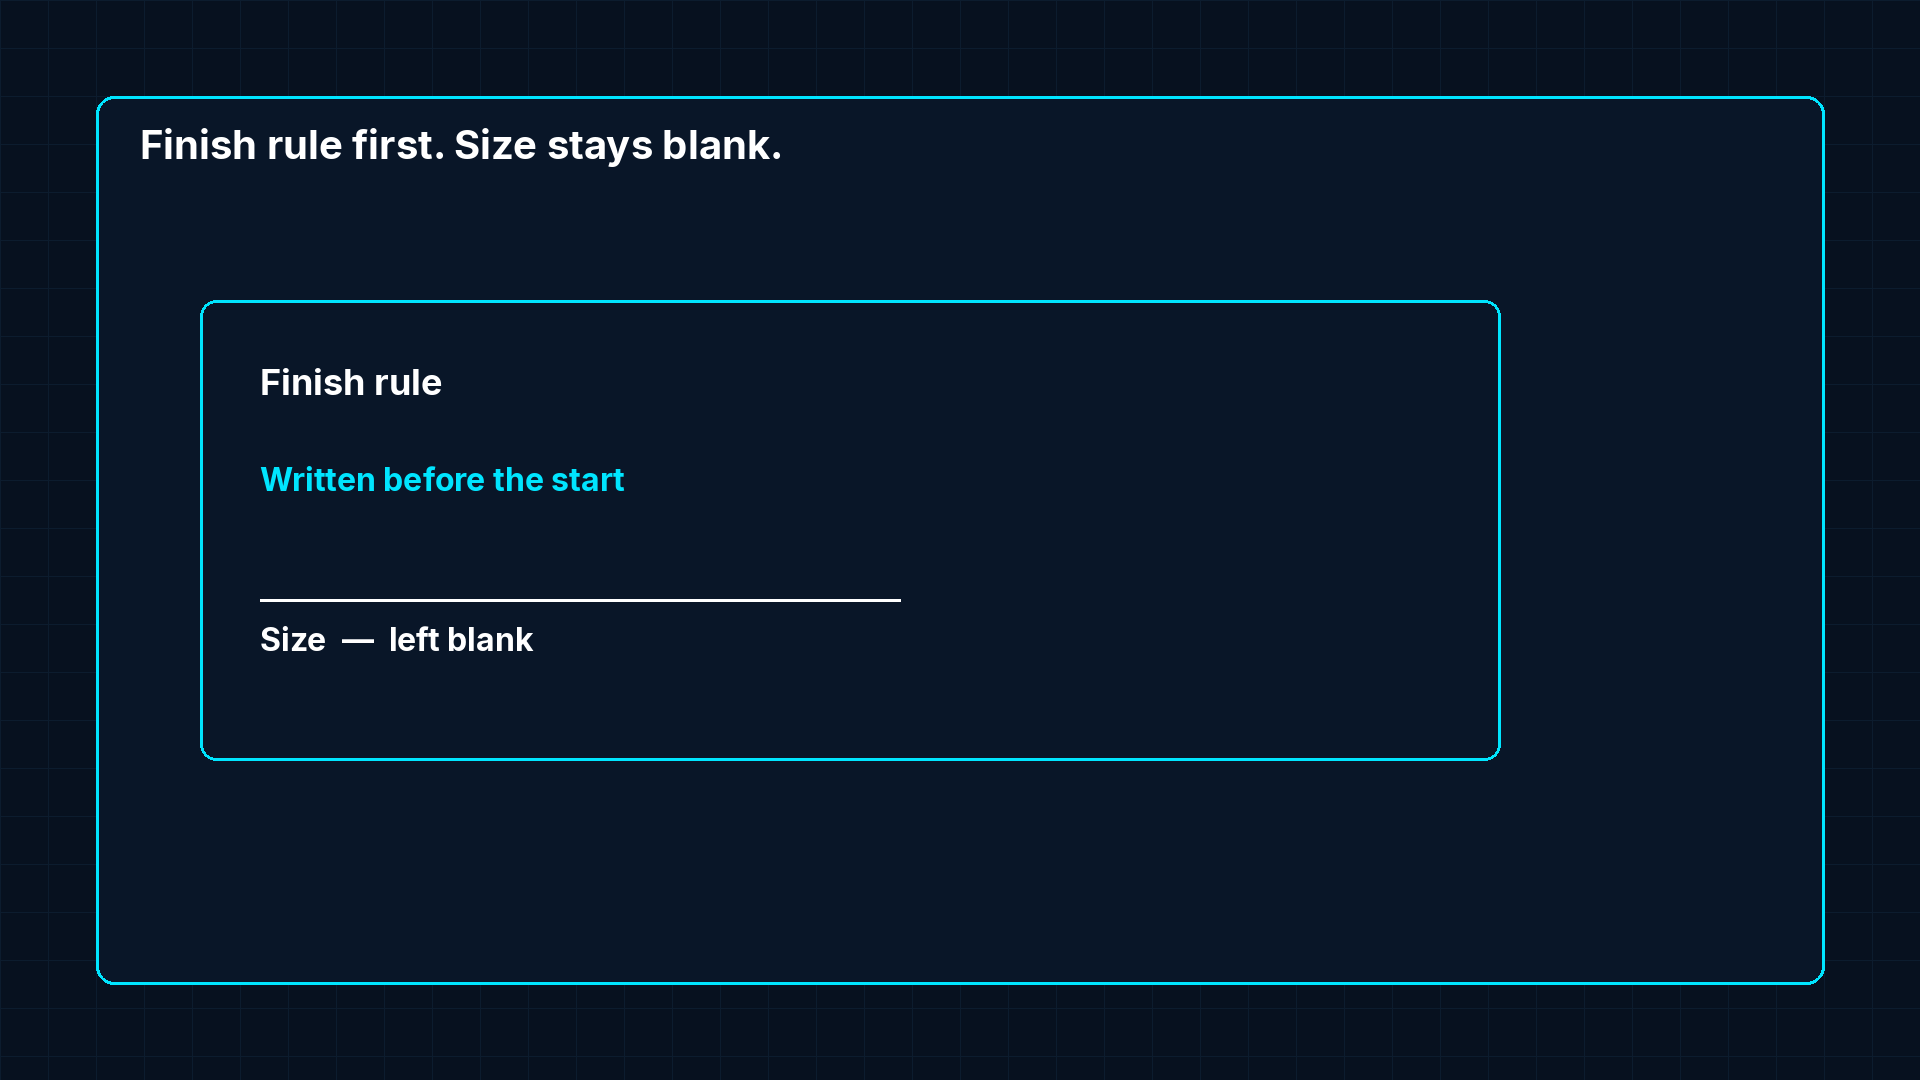 Finish rule first. Size stays blank.
Finish rule
Written before the start
Size — left blank